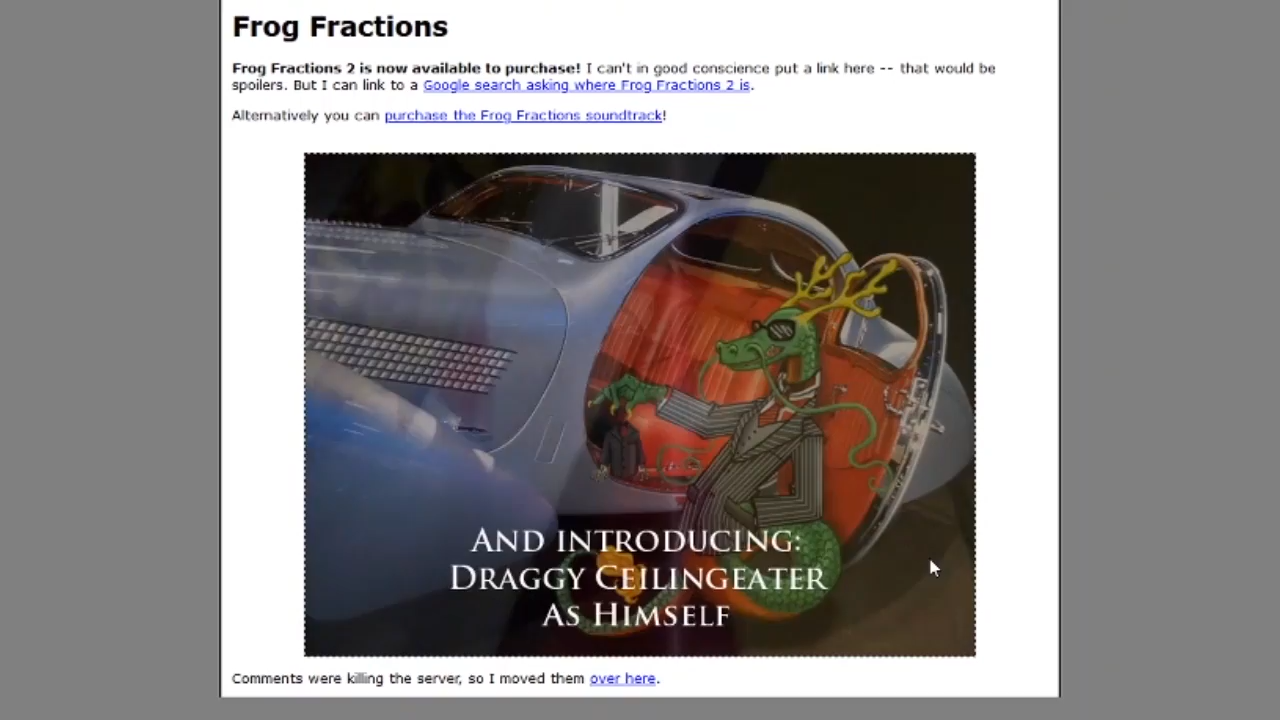 Frog Fractions
Frog Fractions 2 is now available to purchase! I can't in good conscience put a link here -- that would be
spoilers. But I can link to a Google search asking where Frog Fractions 2 is.
Alternatively you can purchase the Frog Fractions soundtrack!
AND INTRODUCING:
DRAGGY CEILINGEATER
AS HIMSELF
Comments were killing the server, so I moved them over here.